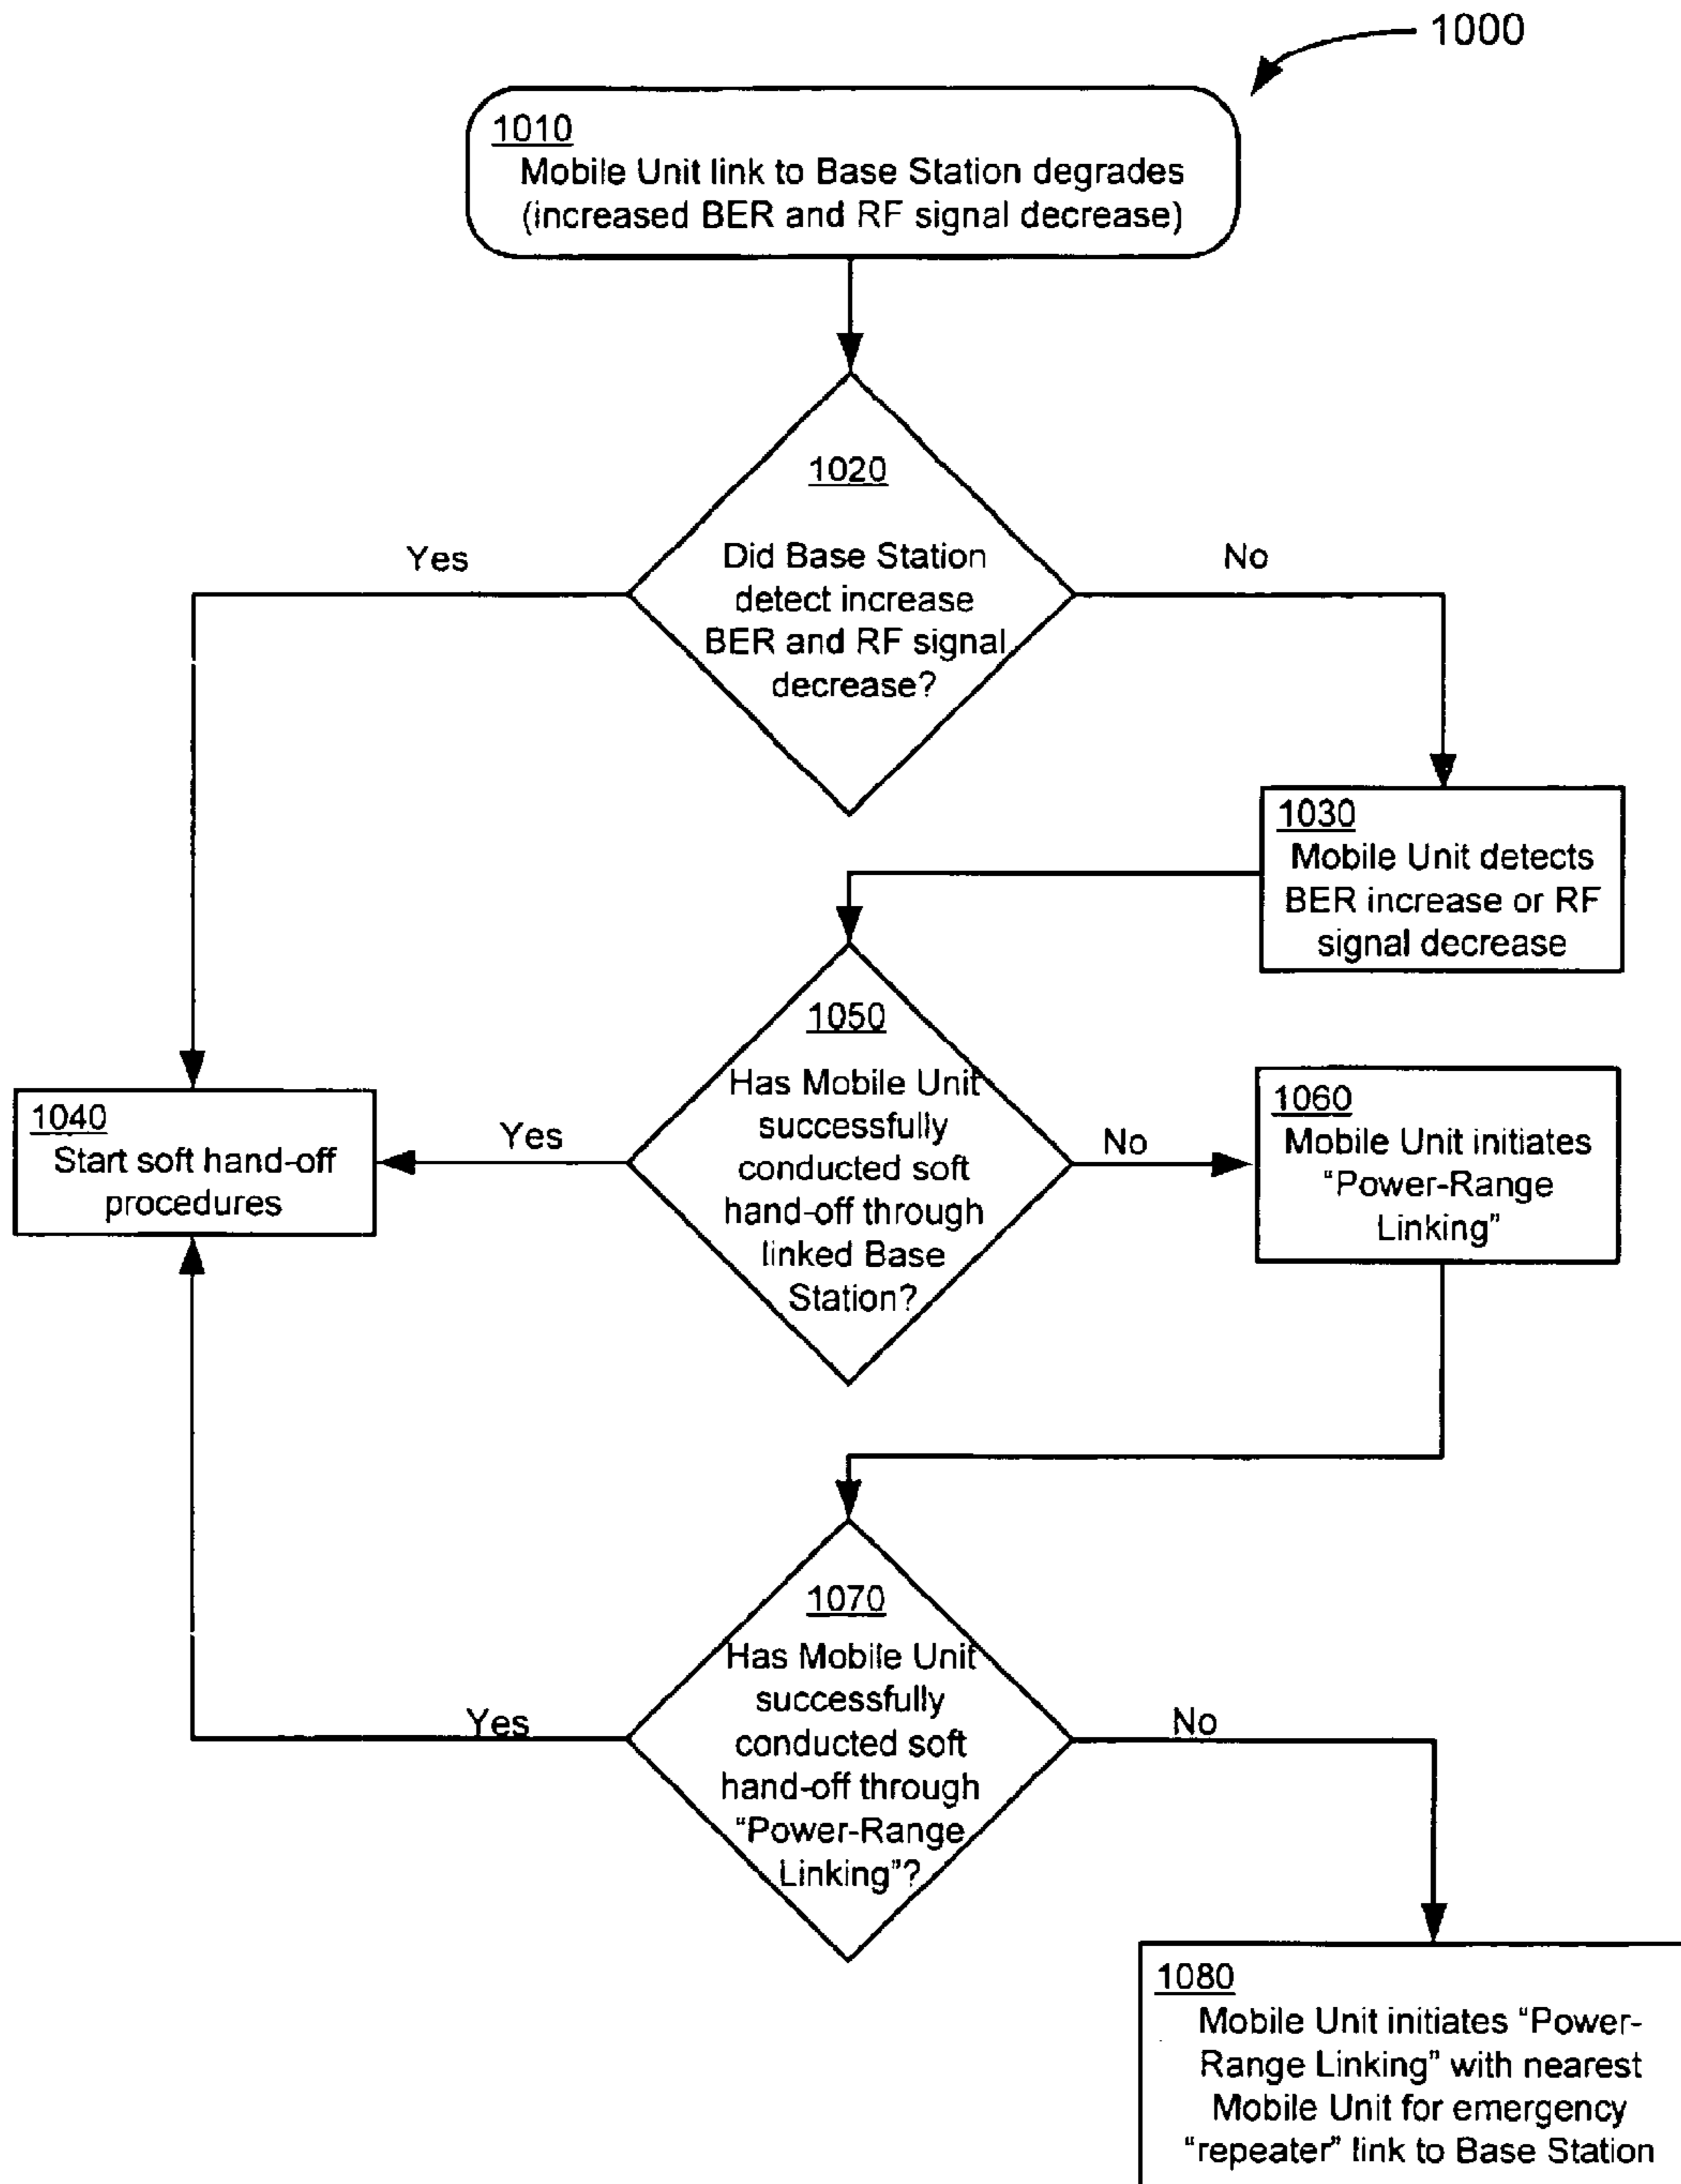 1000
1010
Mobile Unit link to Base Station degrades
(increased BER and RF signal decrease)
1020
Did Base Station
detect increase
BER and RF signal
decrease?
Yes
No
1030
Mobile Unit detects
BER increase or RF
signal decrease
1040
Start soft hand-off
procedures
Yes
1050
Has Mobile Unit
successfully
conducted soft
hand-off through
linked Base
Station?
No
1060
Mobile Unit initiates
“Power-Range
Linking”
1070
Has Mobile Unit
successfully
conducted soft
hand-off through
“Power-Range
Linking”?
Yes
No
1080
Mobile Unit initiates “Power-
Range Linking” with nearest
Mobile Unit for emergency
“repeater” link to Base Station